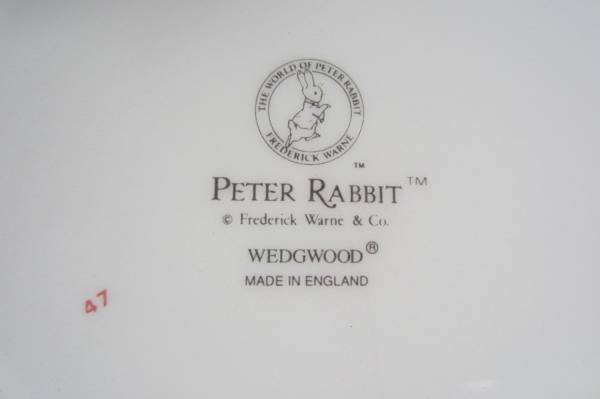 THE WORLD OF PETER RABBIT
FREDERICK WARNE
TM
PETER RABBIT TM
© Frederick Warne & Co.
WEDGWOOD ®
MADE IN ENGLAND
47